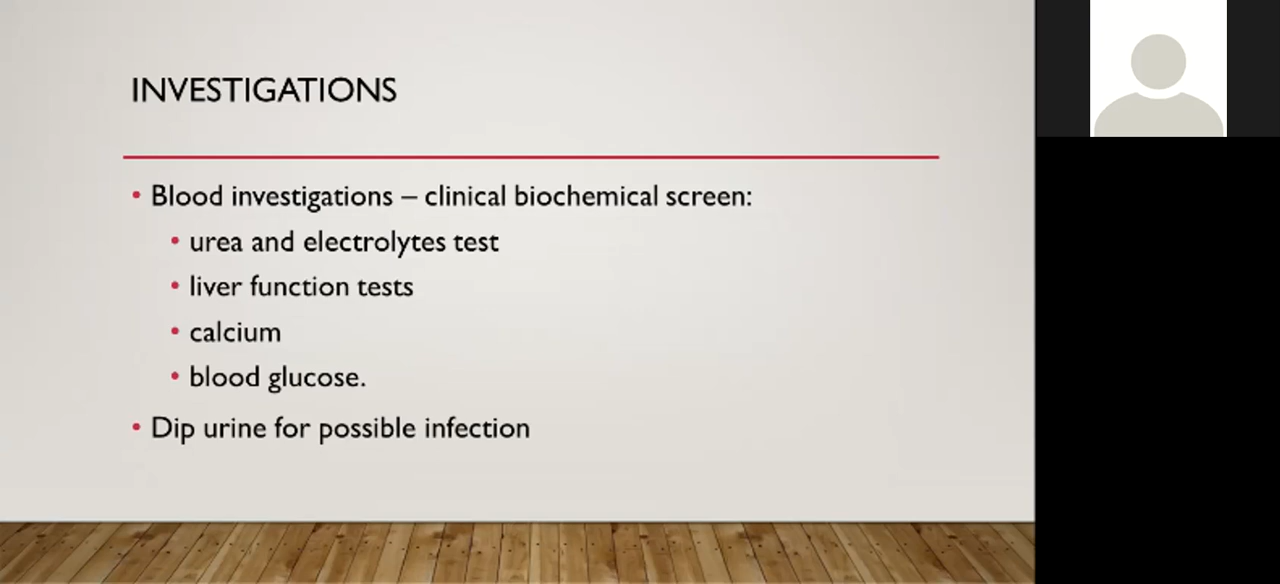 INVESTIGATIONS
• Blood investigations – clinical biochemical screen:
• urea and electrolytes test
• liver function tests
• calcium
• blood glucose.
• Dip urine for possible infection